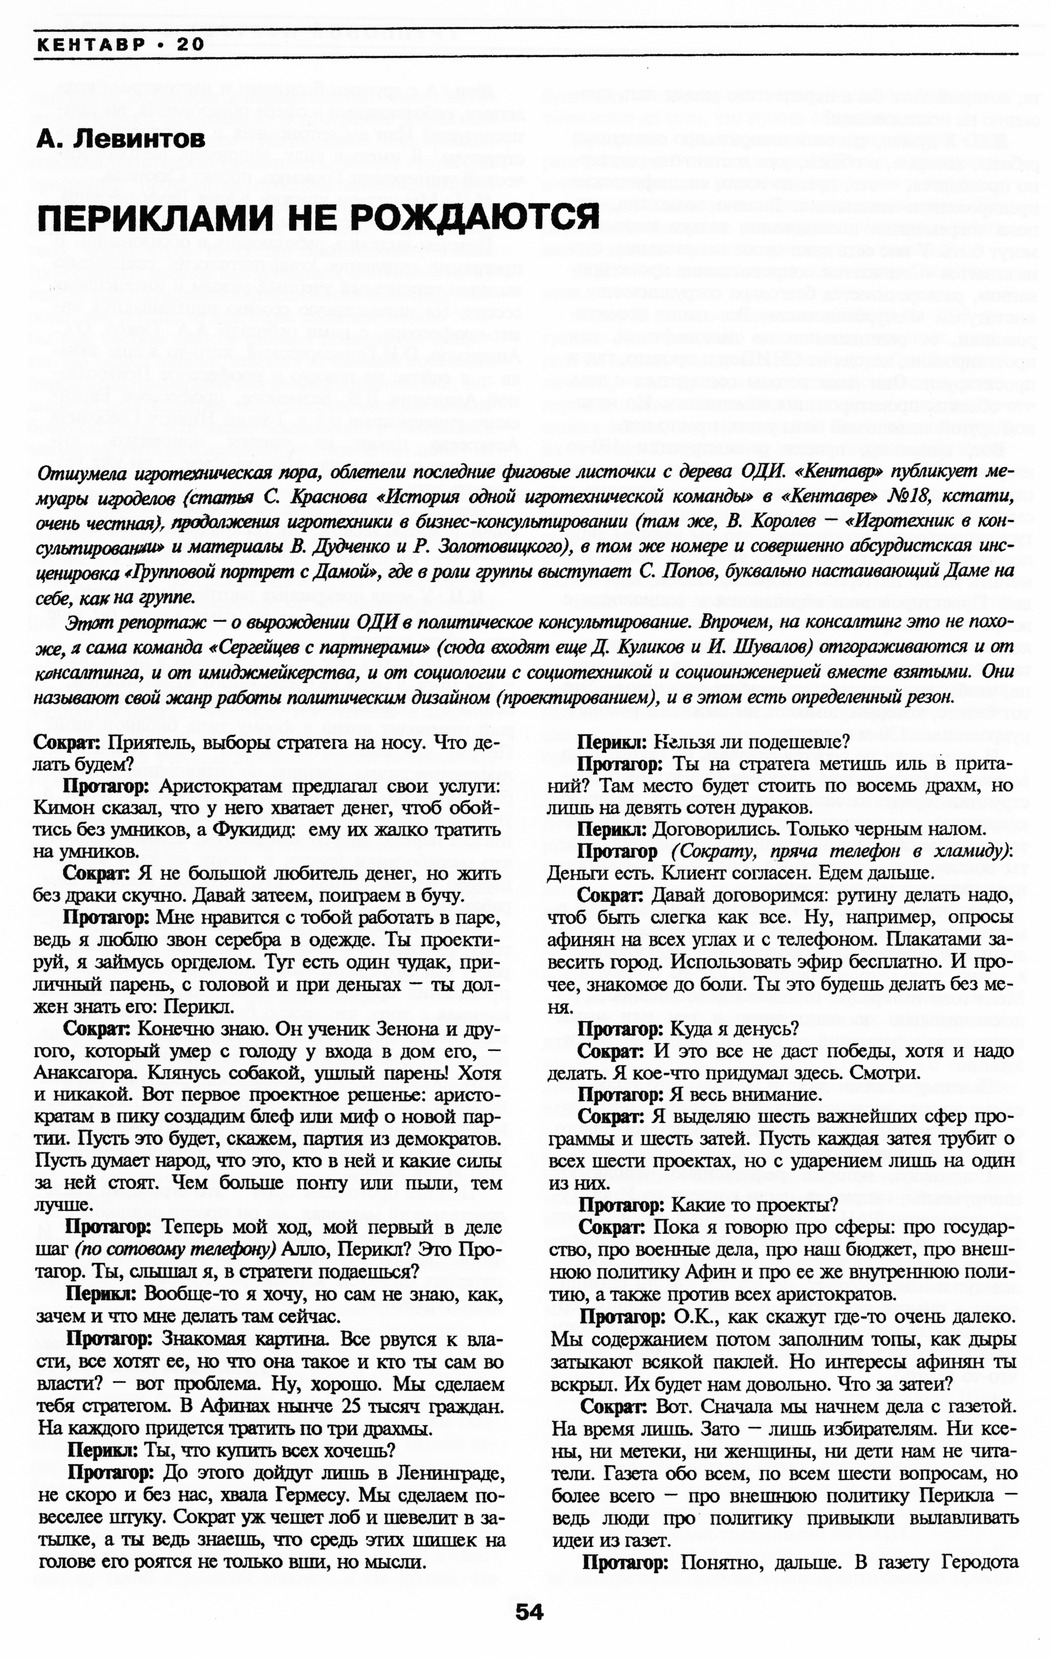 КЕНТАВР • 20
А. Левинтов
ПЕРИКЛАМИ НЕ РОЖДАЮТСЯ
Отшумела игротехническая пора, облетели последние фиговые листочки с дерева ОДИ. «Кентавр» публикует ме-
муары игроделов (статья С. Краснова «История одной игротехнической команды» в «Кентавре» №18, кстати,
очень честная), продолжения игротехники в бизнес-консультировании (там же, В. Королев — «Игротехник в кон-
сультировании» и материалы В. Дудченко и Р. Золотовицкого), в том же номере и совершенно абсурдистская инс-
ценировка «Групповой портрет с Дамой», где в роли группы выступает С. Попов, буквально настаивающий Даме на
себе, как на группе.
Этот репортаж — о вырождении ОДИ в политическое консультирование. Впрочем, на консалтинг это не похо-
же, я сама команда «Сергейцев с партнерами» (сюда входят еще Д. Куликов и И. Шувалов) отгораживаются и от
консалтинга, и от имиджмейкерства, и от социологии с социотехникой и социоинженерией вместе взятыми. Они
называют свой жанр работы политическим дизайном (проектированием), и в этом есть определенный резон.
Сократ: Приятель, выборы стратега на носу. Что де-
лать будем?
Протагор: Аристократам предлагал свои услуги:
Кимон сказал, что у него хватает денег, чтоб обой-
тись без умников, а Фукидид: ему их жалко тратить
на умников.
Сократ: Я не большой любитель денег, но жить
без драки скучно. Давай затеем, поиграем в бучу.
Протагор: Мне нравится с тобой работать в паре,
ведь я люблю звон серебра в одежде. Ты проекти-
руй, я займусь оргделом. Тут есть один чудак, при-
личный парень, с головой и при деньгах — ты дол-
жен знать его: Перикл.
Сократ: Конечно знаю. Он ученик Зенона и дру-
гого, который умер с голоду у входа в дом его, —
Анаксагора. Клянусь собакой, ушлый парень! Хотя
и никакой. Вот первое проектное решенье: аристо-
кратам в пику создадим блеф или миф о новой пар-
тии. Пусть это будет, скажем, партия из демократов.
Пусть думает народ, что это, кто в ней и какие силы
за ней стоят. Чем больше понту или пыли, тем
лучше.
Протагор: Теперь мой ход, мой первый в деле
шаг (по сотовому телефону) Алло, Перикл? Это Про-
тагор. Ты, слышал я, в стратеги подаешься?
Перикл: Вообще-то я хочу, но сам не знаю, как,
зачем и что мне делать там сейчас.
Протагор: Знакомая картина. Все рвутся к вла-
сти, все хотят ее, но что она такое и кто ты сам во
власти? — вот проблема. Ну, хорошо. Мы сделаем
тебя стратегом. В Афинах нынче 25 тысяч граждан.
На каждого придется тратить по три драхмы.
Перикл: Ты, что купить всех хочешь?
Протагор: До этого дойдут лишь в Ленинграде,
не скоро и без нас, хвала Гермесу. Мы сделаем по-
веселее штуку. Сократ уж чешет лоб и шевелит в за-
тылке, а ты ведь знаешь, что средь этих шишек на
голове его роятся не только вши, но мысли.
Перикл: Нельзя ли подешевле?
Протагор: Ты на стратега метишь иль в прита-
ний? Там место будет стоить по восемь драхм, но
лишь на девять сотен дураков.
Перикл: Договорились. Только черным налом.
Протагор (Сократу, пряча телефон в хламиду):
Деньги есть. Клиент согласен. Едем дальше.
Сократ: Давай договоримся: рутину делать надо,
чтоб быть слегка как все. Ну, например, опросы
афинян на всех углах и с телефоном. Плакатами за-
весить город. Использовать эфир бесплатно. И про-
чее, знакомое до боли. Ты это будешь делать без ме-
ня.
Протагор: Куда я денусь?
Сократ: И это все не даст победы, хотя и надо
делать. Я кое-что придумал здесь. Смотри.
Протагор: Я весь внимание.
Сократ: Я выделяю шесть важнейших сфер про-
граммы и шесть затей. Пусть каждая затея трубит о
всех шести проектах, но с ударением лишь на один
из них.
Протагор: Какие то проекты?
Сократ: Пока я говорю про сферы: про государ-
ство, про военные дела, про наш бюджет, про внеш-
нюю политику Афин и про ее же внутреннюю поли-
тику, а также против всех аристократов.
Протагор: О.К., как скажут где-то очень далеко.
Мы содержанием потом заполним топы, как дыры
затыкают всякой паклей. Но интересы афинян ты
вскрыл. Их будет нам довольно. Что за затеи?
Сократ: Вот. Сначала мы начнем дела с газетой.
На время лишь. Зато — лишь избирателям. Ни ксе-
ны, ни метеки, ни женщины, ни дети нам не чита-
тели. Газета обо всем, по всем шести вопросам, но
более всего — про внешнюю политику Перикла —
ведь люди про политику привыкли вылавливать
идеи из газет.
Протагор: Понятно, дальше. В газету Геродота
54